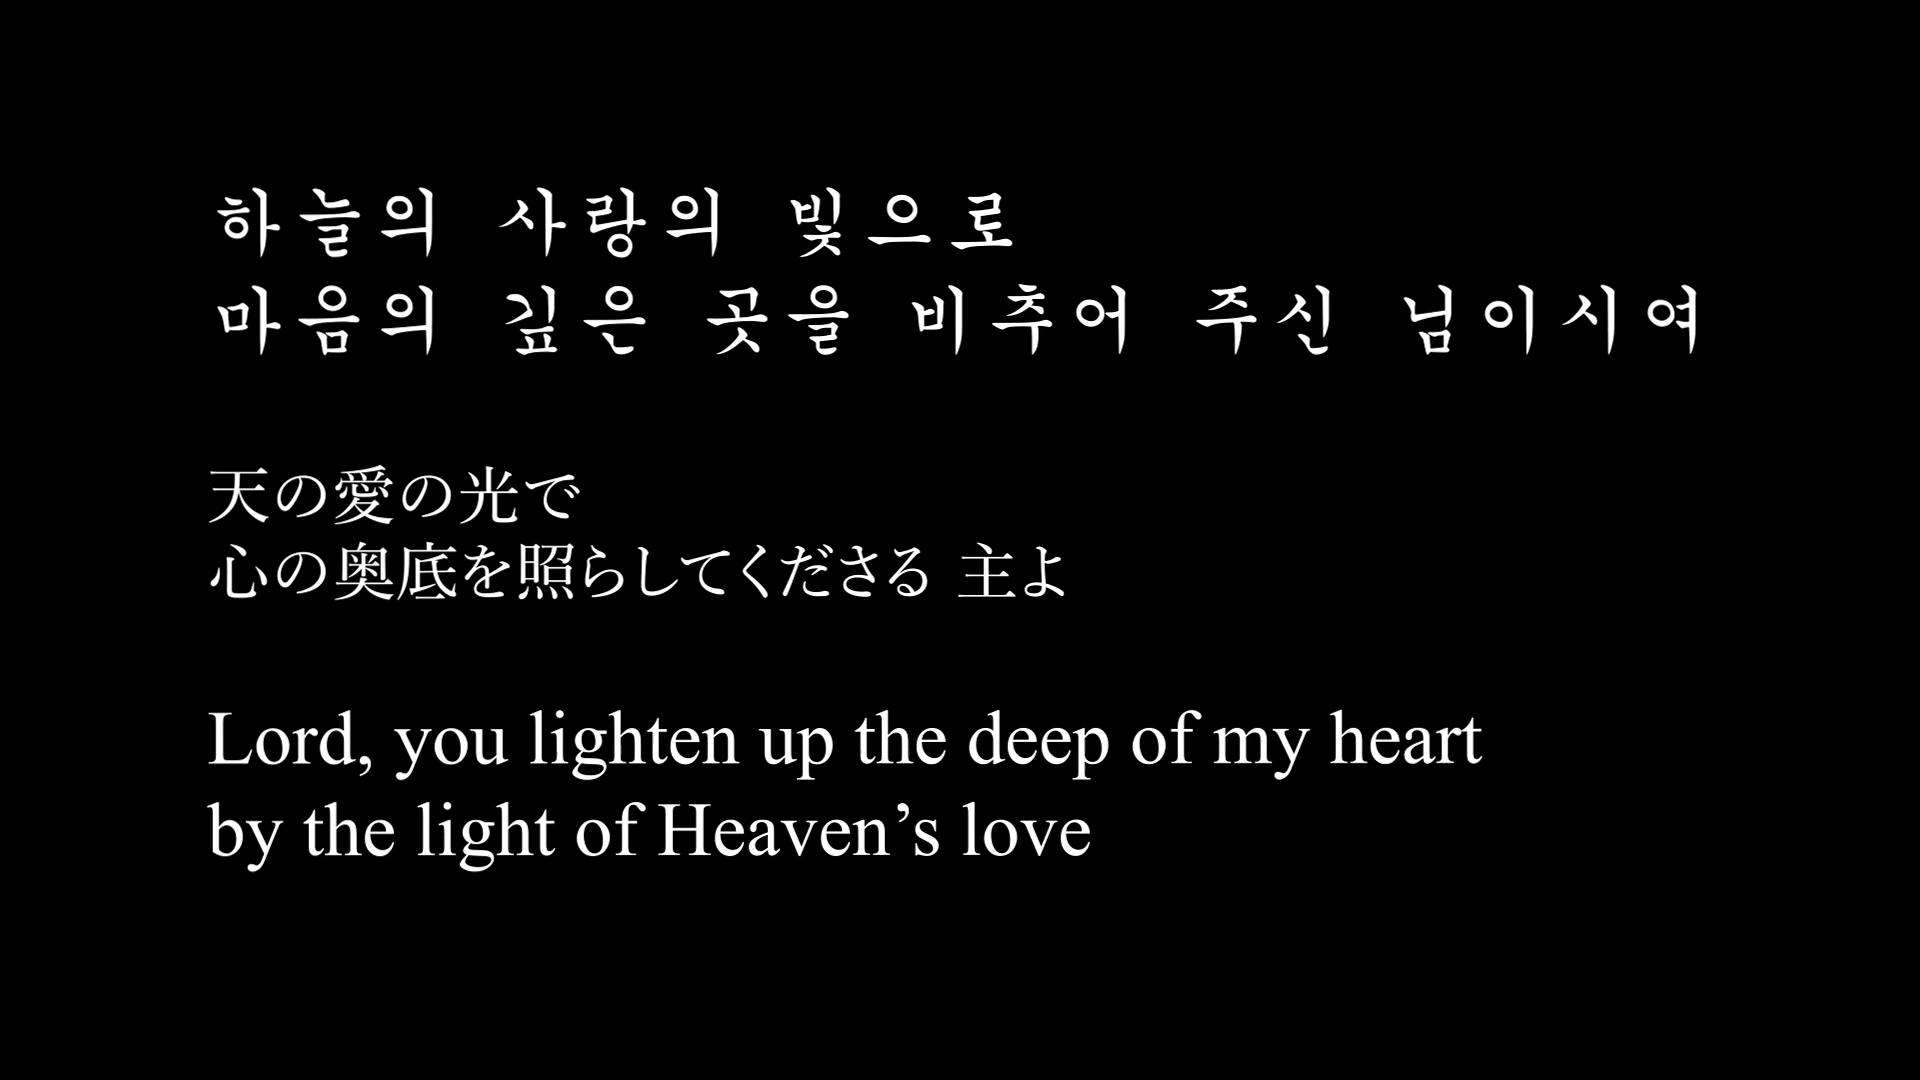 하늘의 사랑의 빛으로
마음의 깊은 곳을 비추어 주신 님이시여
天の愛の光で
心の奥底を照らしてくださる 主よ
Lord, you lighten up the deep of my heart
by the light of Heaven’s love